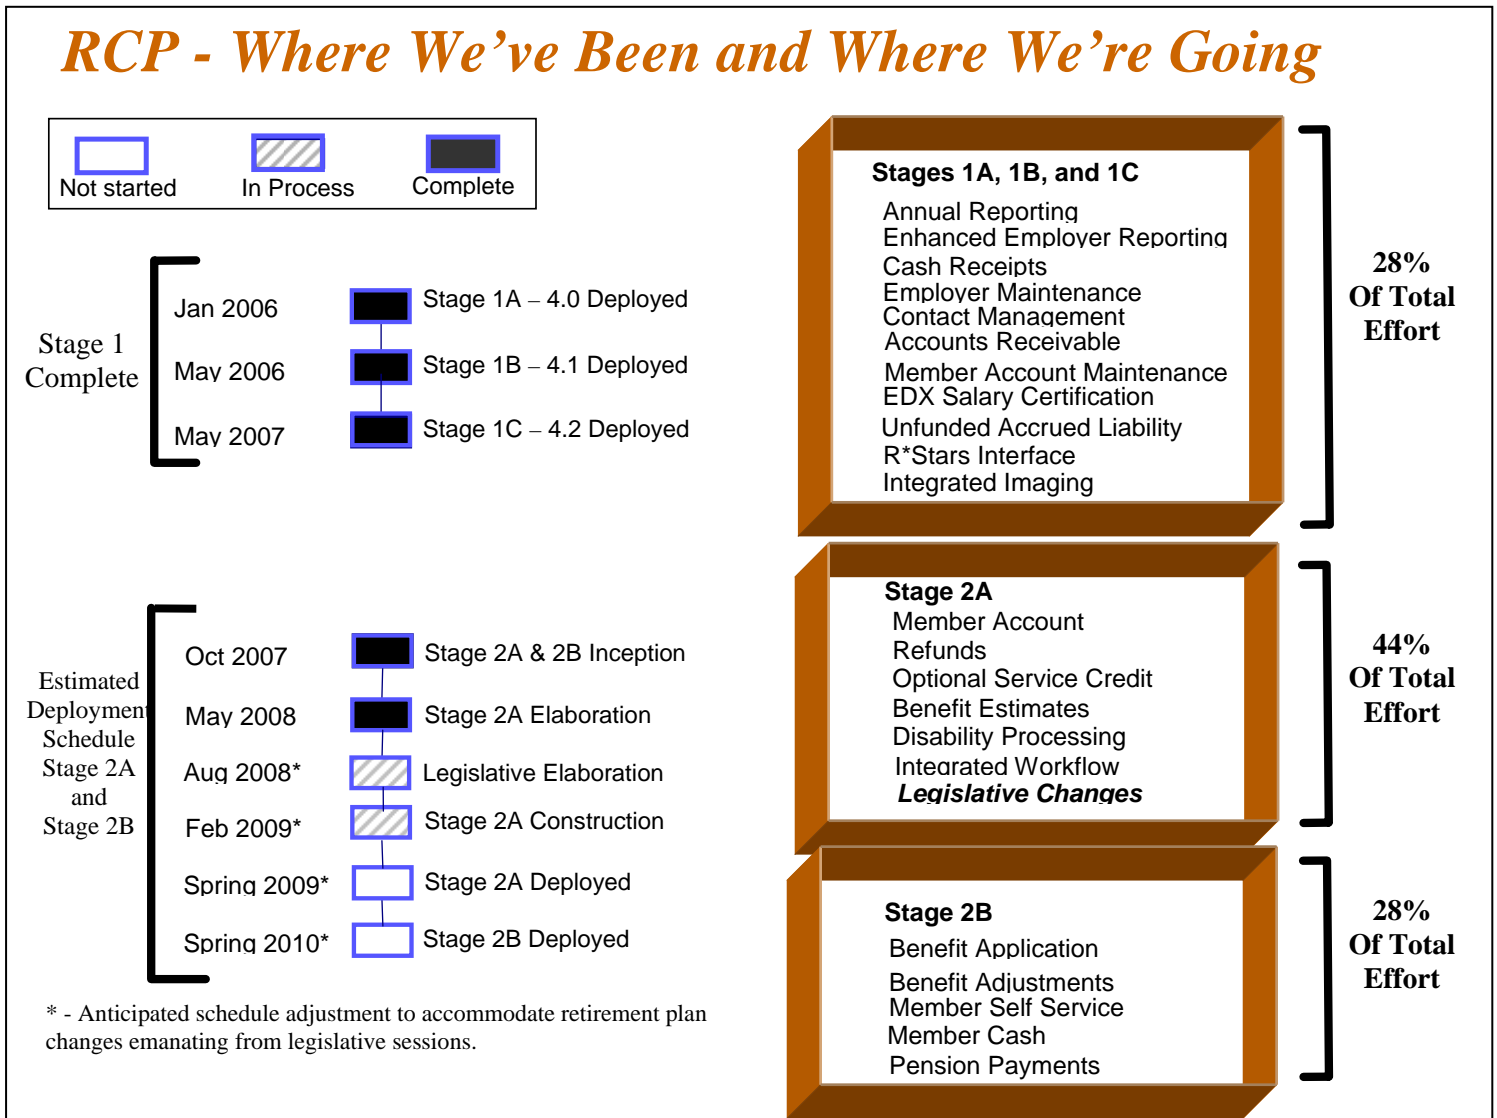 RCP - Where We've Been and Where We're Going
Not started
In Process
Complete
Stage 1
Complete
Jan 2006
Stage 1A – 4.0 Deployed
May 2006
Stage 1B – 4.1 Deployed
May 2007
Stage 1C – 4.2 Deployed
Stages 1A, 1B, and 1C
Annual Reporting
Enhanced Employer Reporting
Cash Receipts
Employer Maintenance
Contact Management
Accounts Receivable
Member Account Maintenance
EDX Salary Certification
Unfunded Accrued Liability
R*Stars Interface
Integrated Imaging
28%
Of Total
Effort
Estimated
Deployment
Schedule
Stage 2A
and
Stage 2B
Oct 2007
Stage 2A & 2B Inception
May 2008
Stage 2A Elaboration
Aug 2008*
Legislative Elaboration
Feb 2009*
Stage 2A Construction
Spring 2009*
Stage 2A Deployed
Spring 2010*
Stage 2B Deployed
Stage 2A
Member Account
Refunds
Optional Service Credit
Benefit Estimates
Disability Processing
Integrated Workflow
Legislative Changes
44%
Of Total
Effort
Stage 2B
Benefit Application
Benefit Adjustments
Member Self Service
Member Cash
Pension Payments
28%
Of Total
Effort
* - Anticipated schedule adjustment to accommodate retirement plan
changes emanating from legislative sessions.